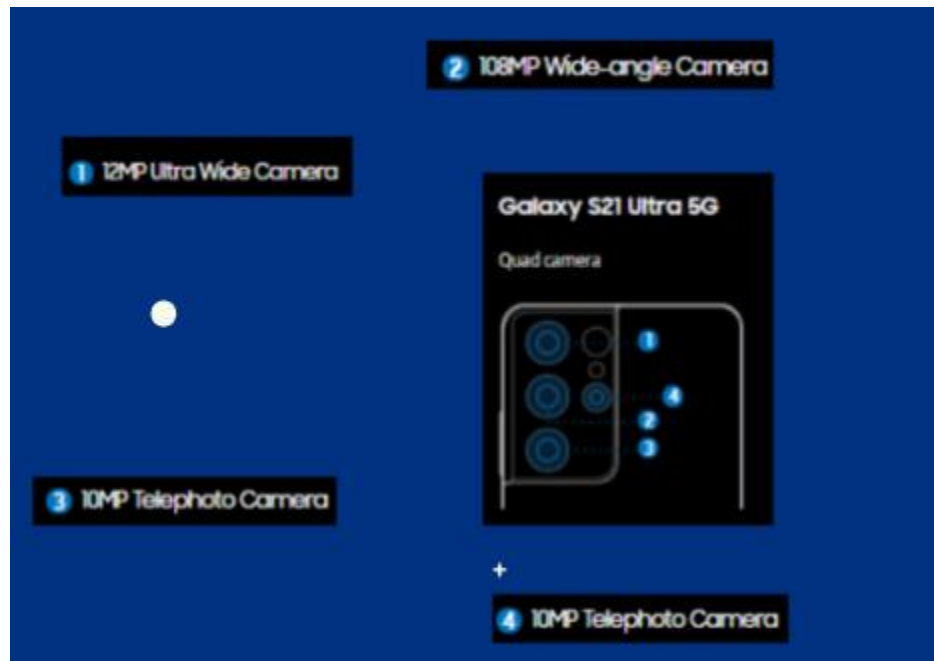 2 108MP Wide-angle Camera
1 12MP Ultra Wide Camera
Galaxy S21 Ultra 5G
Quad camera
1
4
2
3
3 10MP Telephoto Camera
+
4 10MP Telephoto Camera